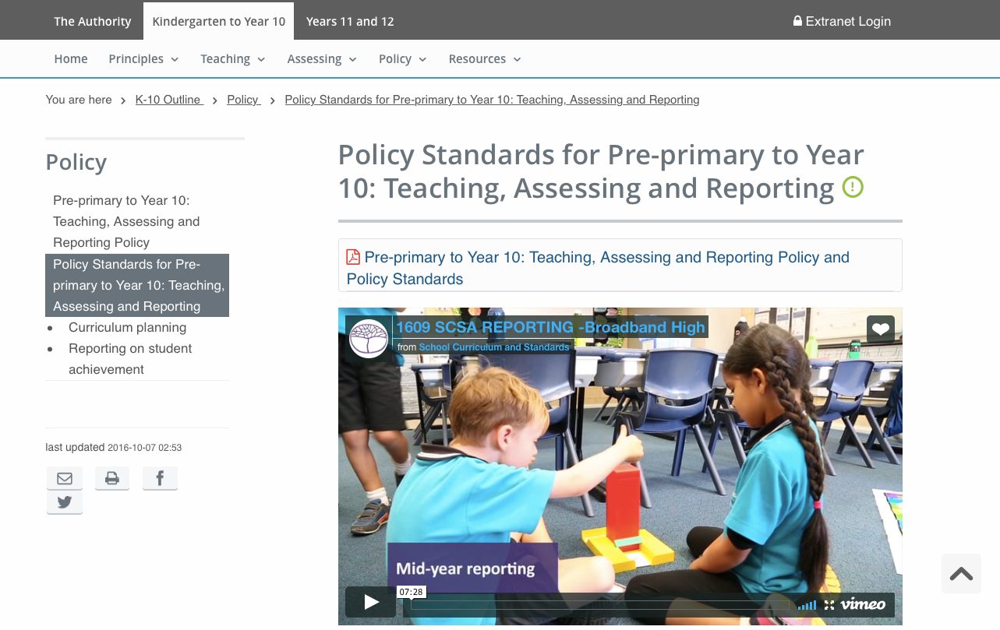 The Authority
Kindergarten to Year 10
Years 11 and 12
Extranet Login
Home
Principles
Teaching
Assessing
Policy
Resources
You are here
K-10 Outline
Policy
Policy Standards for Pre-primary to Year 10: Teaching, Assessing and Reporting
Policy
Pre-primary to Year 10:
Teaching, Assessing and
Reporting Policy
Policy Standards for Pre-
primary to Year 10: Teaching,
Assessing and Reporting
Curriculum planning
Reporting on student
achievement
last updated 2016-10-07 02:53
Policy Standards for Pre-primary to Year
10: Teaching, Assessing and Reporting
Pre-primary to Year 10: Teaching, Assessing and Reporting Policy and
Policy Standards
1609 SCSA REPORTING -Broadband High
from School Curriculum and Standards
Mid-year reporting
07:28
vimeo